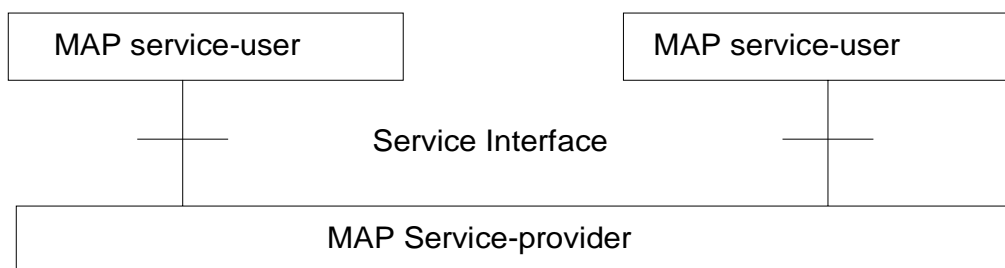 MAP service-user
MAP service-user
Service Interface
MAP Service-provider